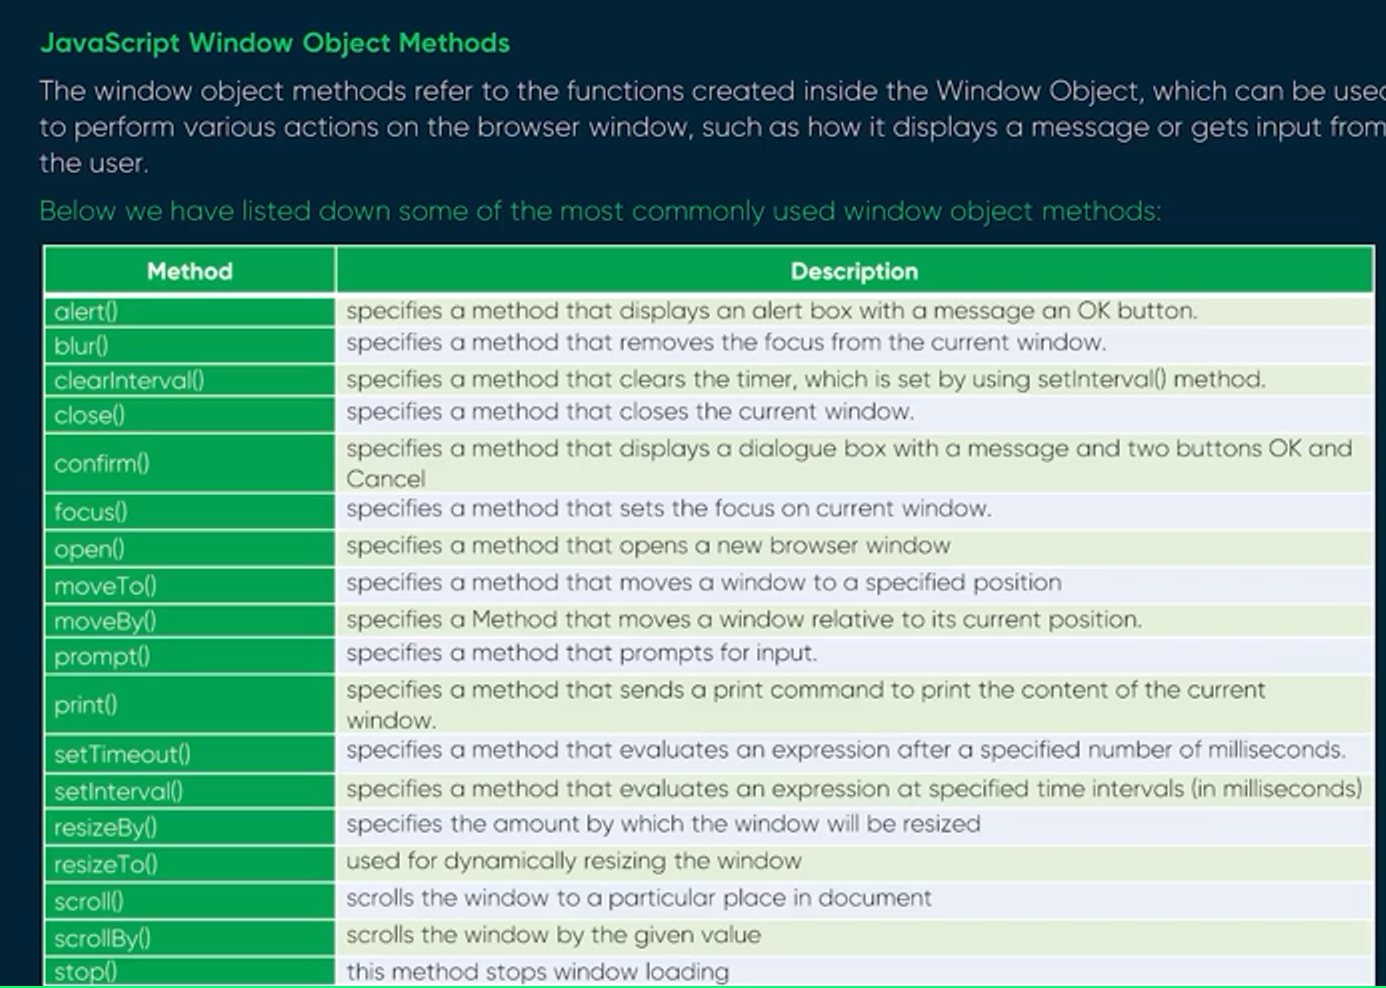 JavaScript Window Object Methods
The window object methods refer to the functions created inside the Window Object, which can be used
to perform various actions on the browser window, such as how it displays a message or gets input from
the user.
Below we have listed down some of the most commonly used window object methods:
Method Description
alert() specifies a method that displays an alert box with a message an OK button.
blur() specifies a method that removes the focus from the current window.
clearInterval() specifies a method that clears the timer, which is set by using setInterval() method.
close() specifies a method that closes the current window.
confirm() specifies a method that displays a dialogue box with a message and two buttons OK and
Cancel
focus() specifies a method that sets the focus on current window.
open() specifies a method that opens a new browser window
moveTo() specifies a method that moves a window to a specified position
moveBy() specifies a Method that moves a window relative to its current position.
prompt() specifies a method that prompts for input.
print() specifies a method that sends a print command to print the content of the current
window.
setTimeout() specifies a method that evaluates an expression after a specified number of milliseconds.
setInterval() specifies a method that evaluates an expression at specified time intervals (in milliseconds)
resizeBy() specifies the amount by which the window will be resized
resizeTo() used for dynamically resizing the window
scroll() scrolls the window to a particular place in document
scrollBy() scrolls the window by the given value
stop() this method stops window loading